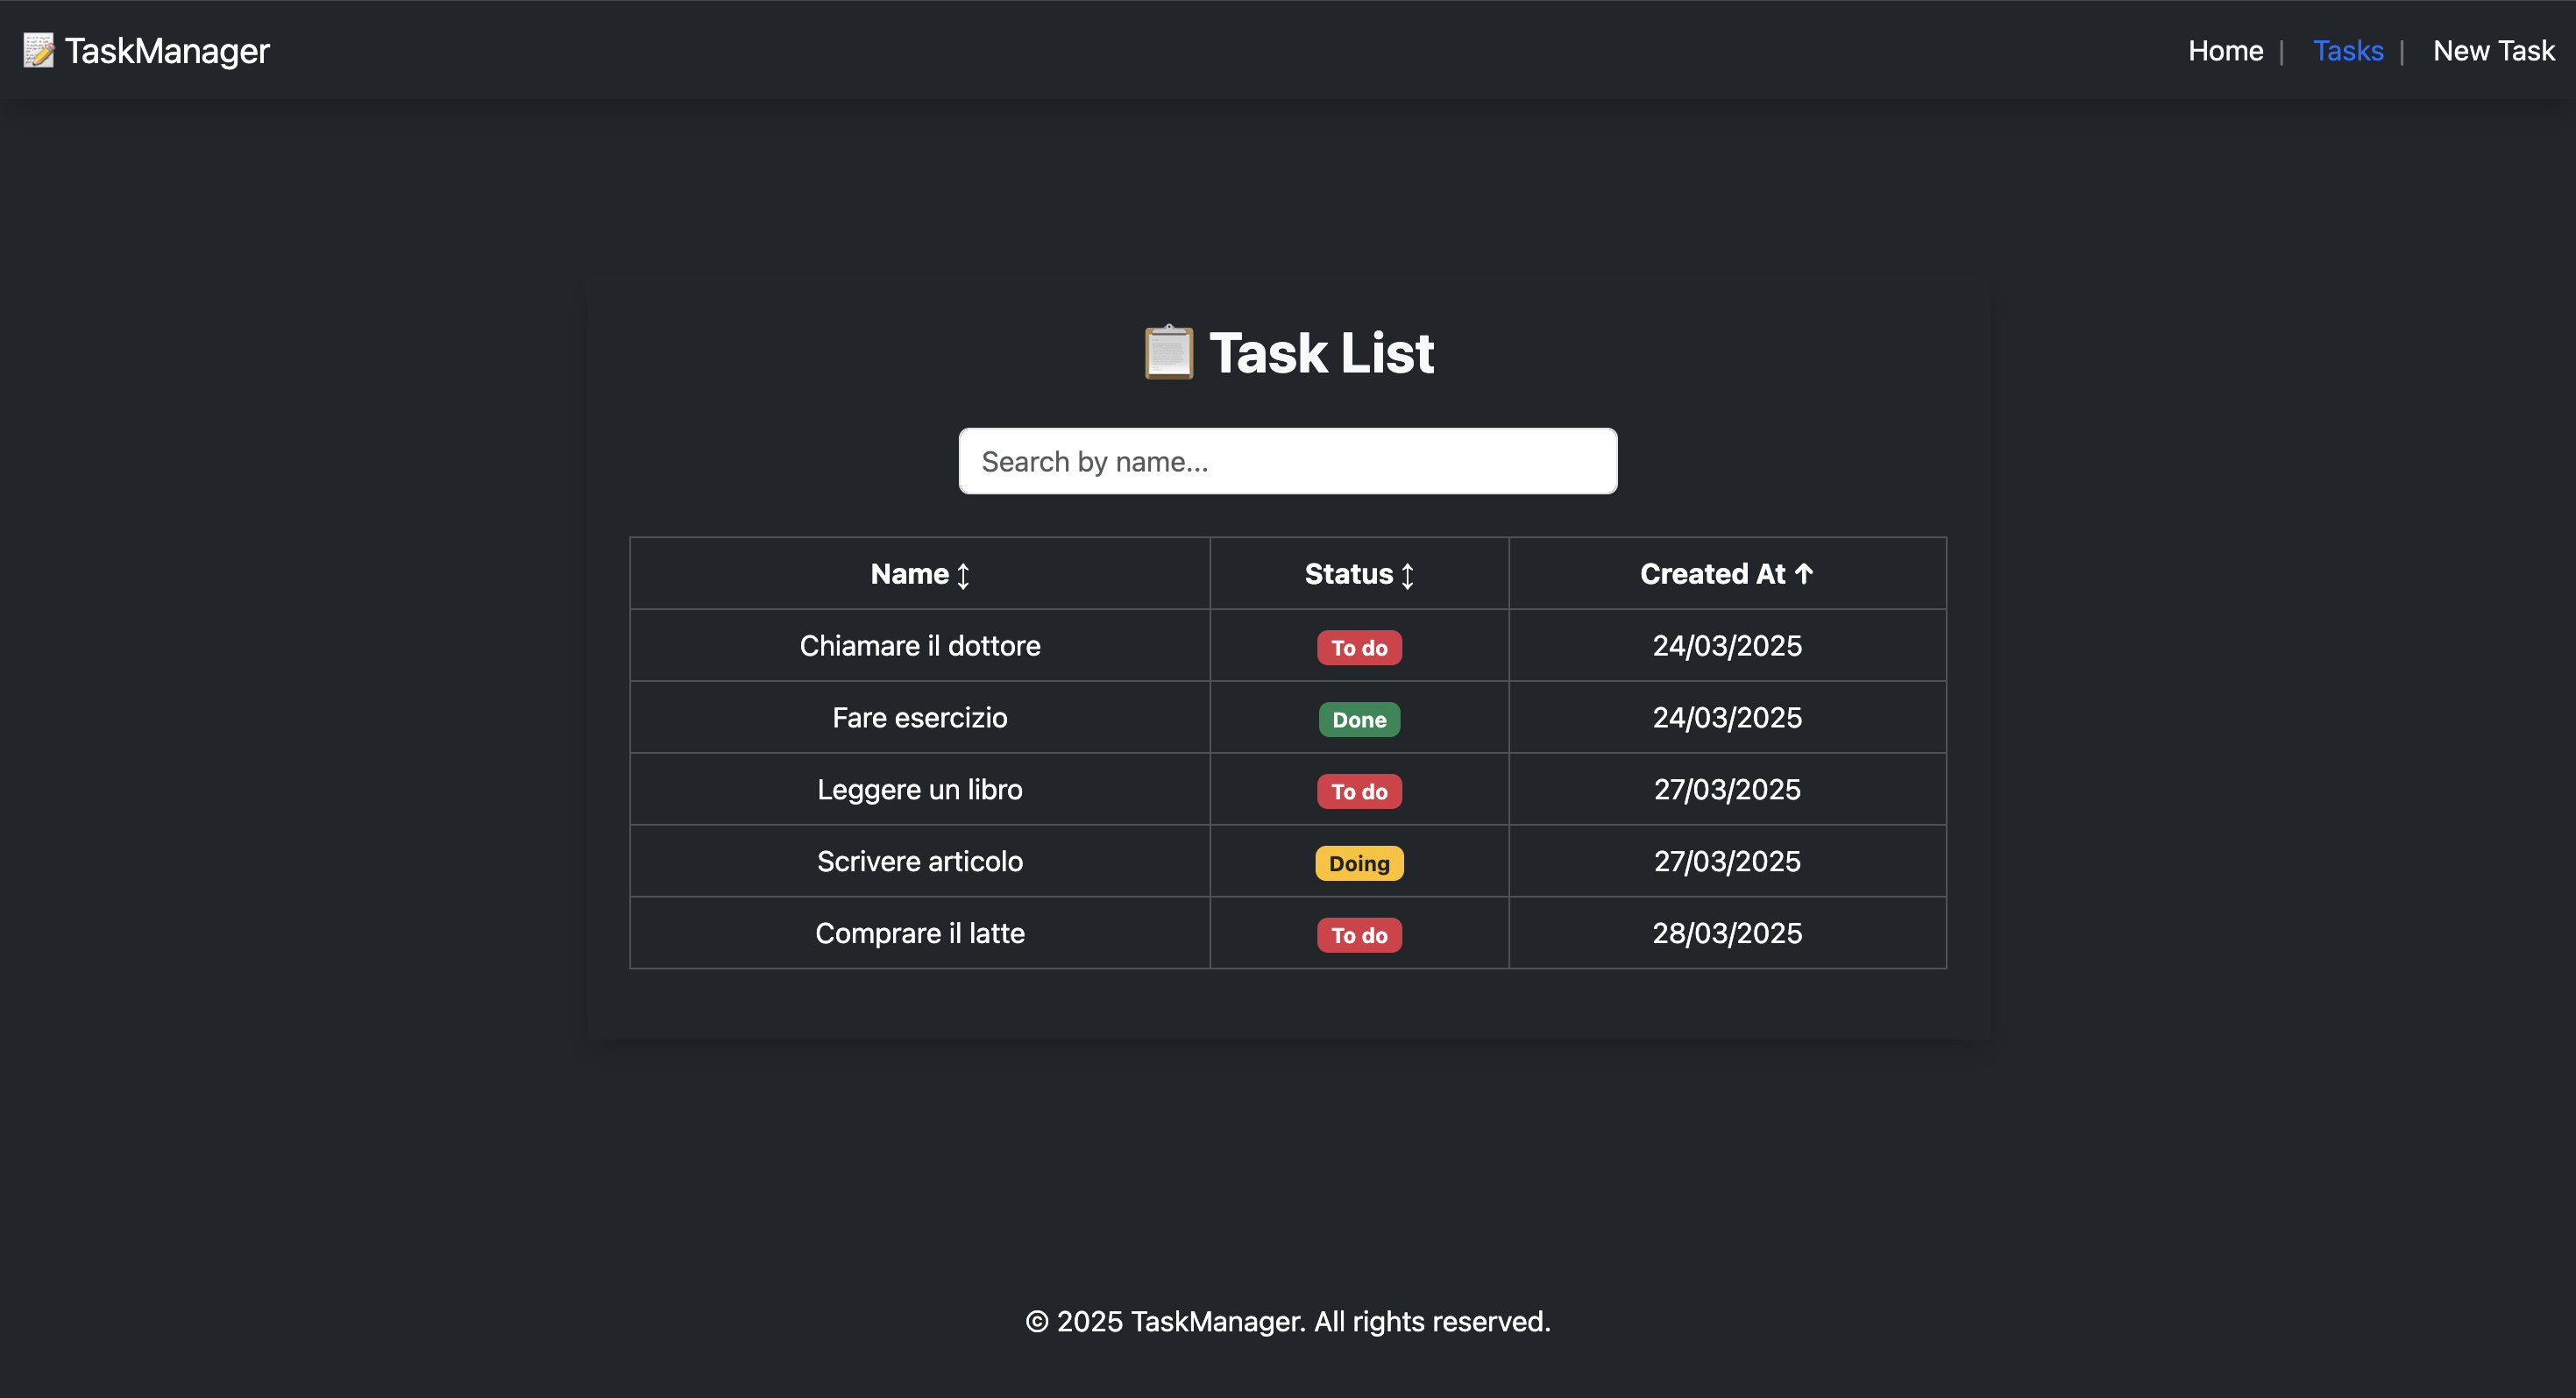 TaskManager
Home | Tasks | New Task
Task List
Search by name...
Name ↕ Status ↕ Created At ↑
Chiamare il dottore To do 24/03/2025
Fare esercizio Done 24/03/2025
Leggere un libro To do 27/03/2025
Scrivere articolo Doing 27/03/2025
Comprare il latte To do 28/03/2025
© 2025 TaskManager. All rights reserved.